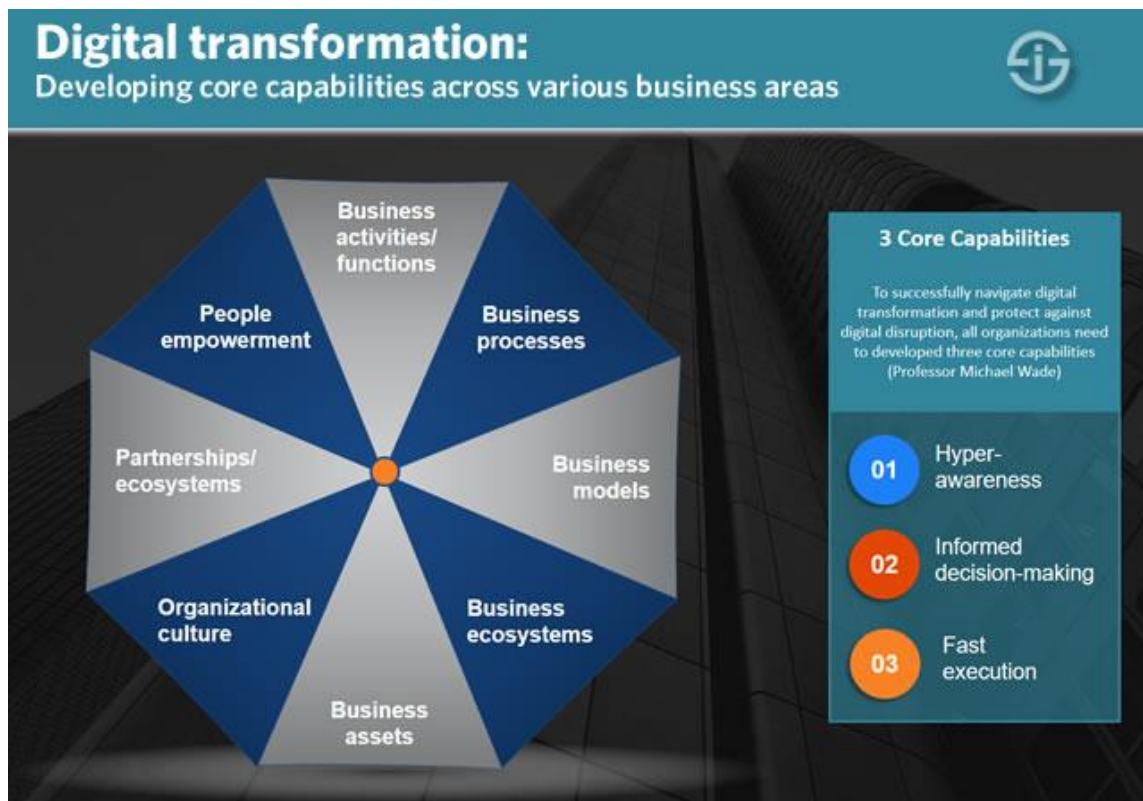 Digital transformation:
Developing core capabilities across various business areas
Business
activities/
functions
Business
processes
Business
models
Business
ecosystems
Business
assets
Organizational
culture
Partnerships/
ecosystems
People
empowerment
3 Core Capabilities
To successfully navigate digital
transformation and protect against
digital disruption, all organizations need
to developed three core capabilities
(Professor Michael Wade)
01
Hyper-
awareness
02
Informed
decision-making
03
Fast
execution